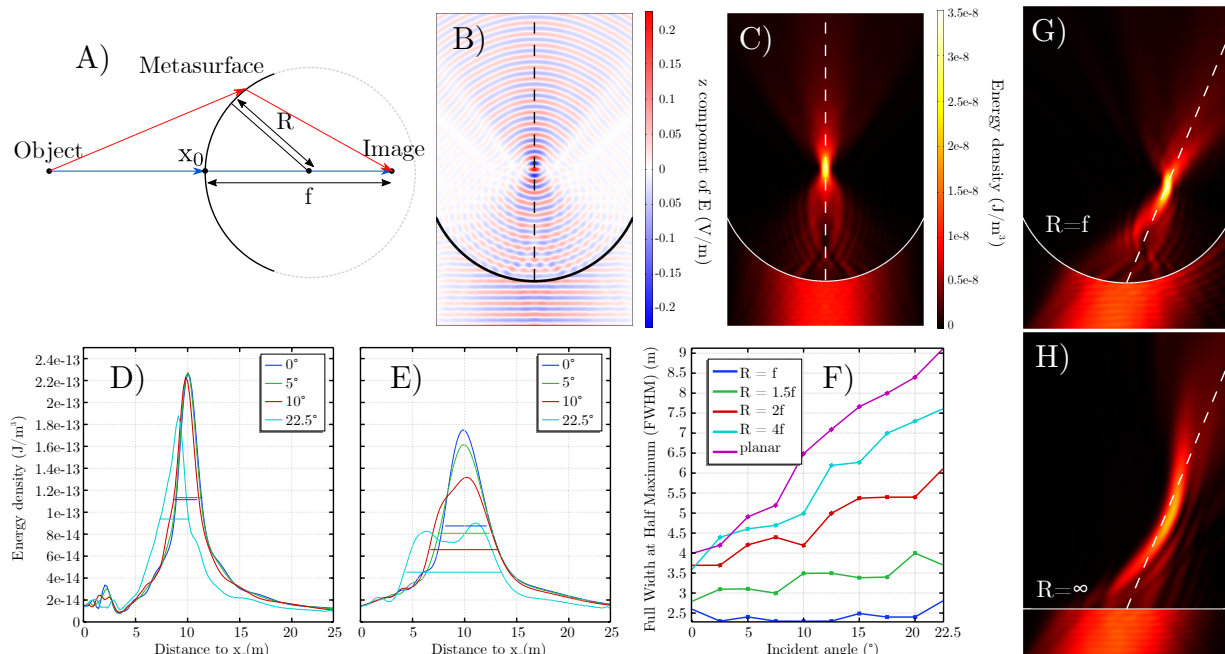 A)
Metasurface
R
Object
x0
Image
f
B)
0.2
0.15
0.1
0.05
0
-0.05
-0.1
-0.15
-0.2
z component of E (V/m)
C)
3.5e-8
3e-8
2.5e-8
2e-8
1.5e-8
1e-8
5e-8
0
Energy density (J/m³)
G)
R=f
D)
2.4e-13
2.2e-13
2e-13
1.8e-13
1.6e-13
1.4e-13
1.2e-13
1e-13
8e-14
6e-14
4e-14
2e-14
0
Energy density (J/m³)
0°
5°
10°
22.5°
0 5 10 15 20 25
Distance to x (m)
E)
0°
5°
10°
22.5°
0 5 10 15 20 25
Distance to x (m)
F)
9
8.5
8
7.5
7
6.5
6
5.5
5
4.5
4
3.5
3
2.5
Full Width at Half Maximum (FWHM) (m)
R = f
R = 1.5f
R = 2f
R = 4f
planar
0 5 10 15 20 22.5
Incident angle (°)
H)
R=∞